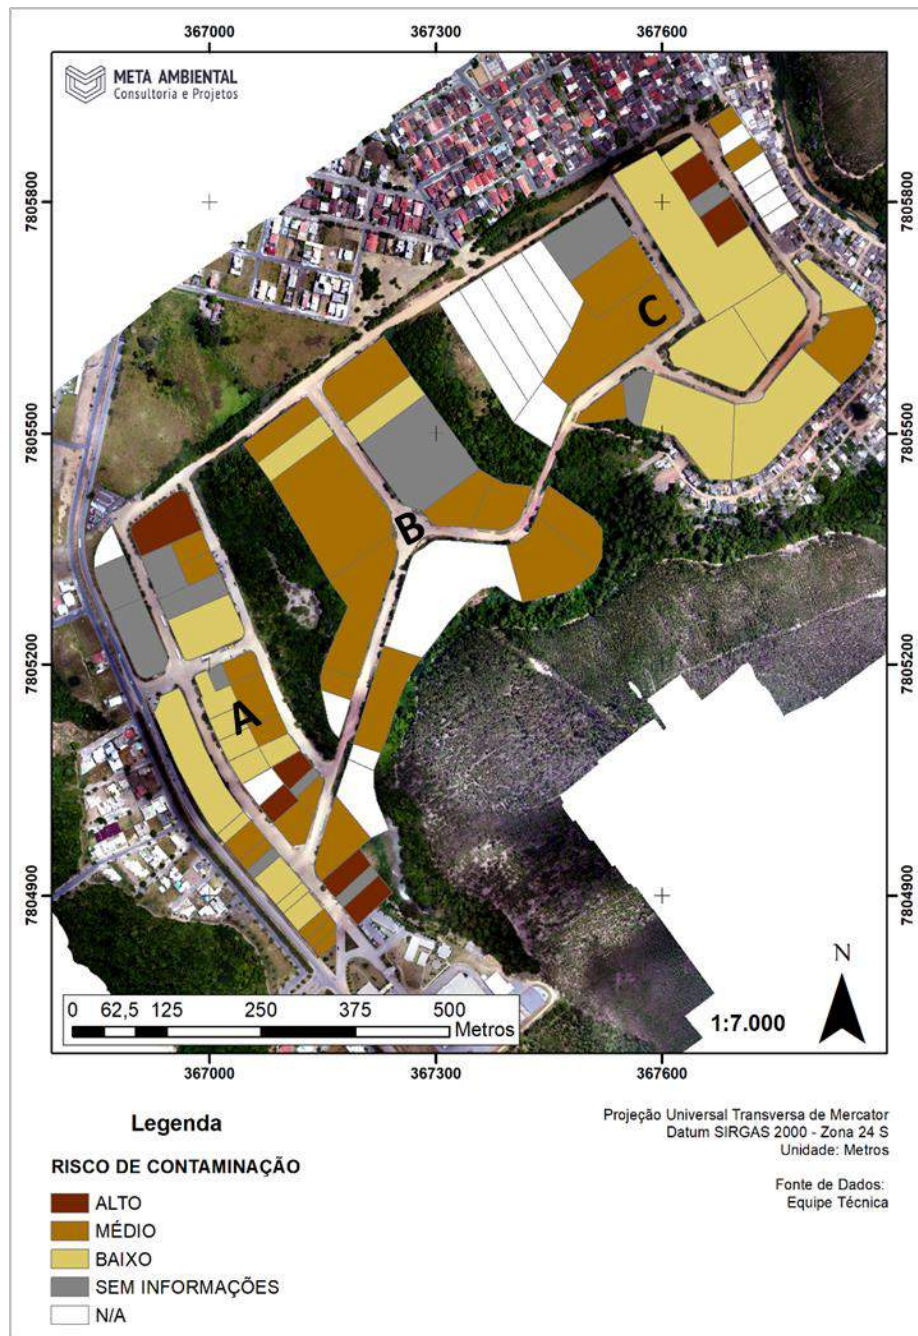 367000 367300 367600
META AMBIENTAL
Consultoria e Projetos
7805800 7805800
C
7805500 7805500
B
7805200 7805200
A
7804900 7804900
N
0 62,5 125 250 375 500
Metros
1:7.000
367000 367300 367600
Legenda
RISCO DE CONTAMINAÇÃO
ALTO
MÉDIO
BAIXO
SEM INFORMAÇÕES
N/A
Projeção Universal Transversa de Mercator
Datum SIRGAS 2000 - Zona 24 S
Unidade: Metros
Fonte de Dados:
Equipe Técnica